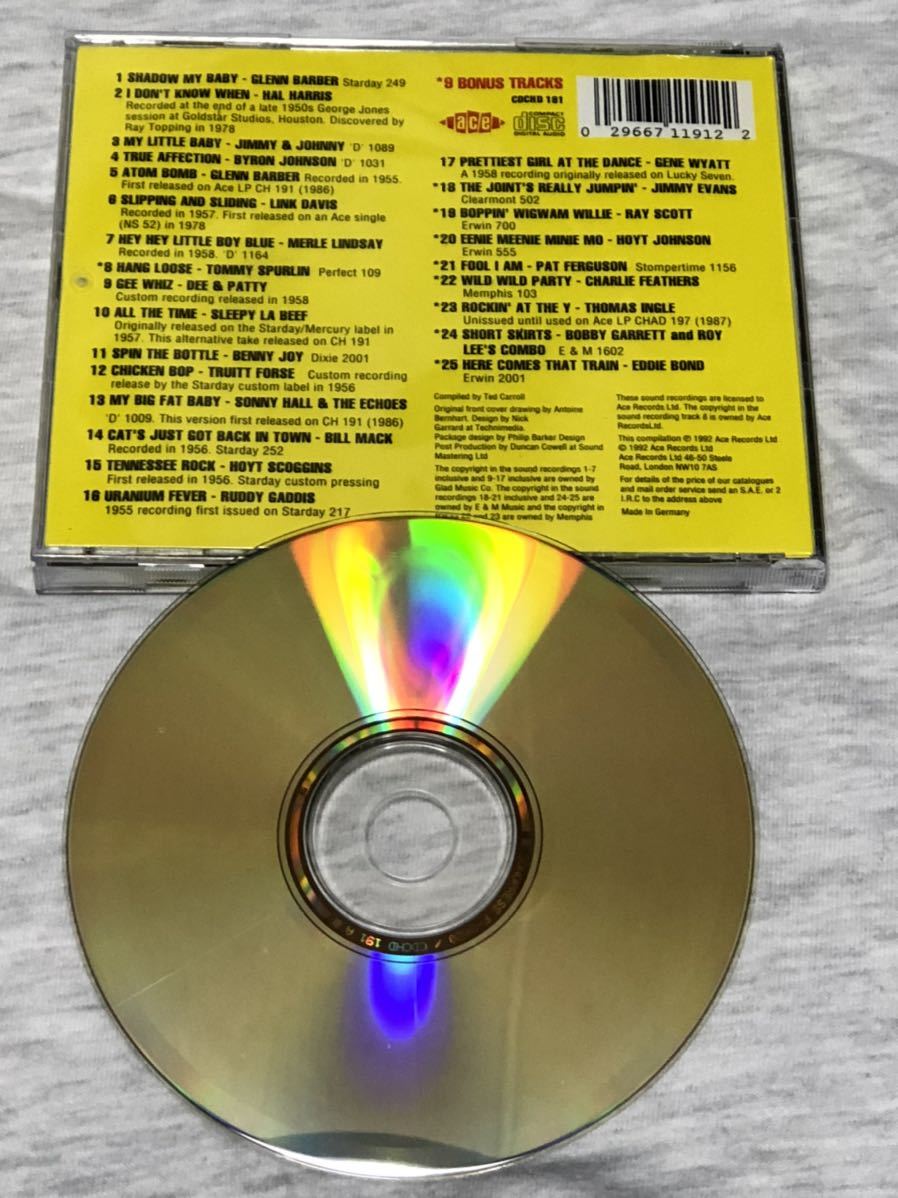 1 SHADOW MY BABY - GLENN BARBER Starday 249
2 I DON'T KNOW WHEN - HAL HARRIS
Recorded at the end of a late 1950s George Jones
session at Goldstar Studios, Houston. Discovered by
Ray Topping in 1978
3 MY LITTLE BABY - JIMMY & JOHNNY 'D' 1089
4 TRUE AFFECTION - BYRON JOHNSON 'D' 1031
5 ATOM BOMB - GLENN BARBER Recorded in 1955.
First released on Ace LP CH 191 (1986)
6 SLIPPING AND SLIDING - LINK DAVIS
Recorded in 1957. First released on an Ace single
(NS 52) in 1978
7 HEY HEY LITTLE BOY BLUE - MERLE LINDSAY
Recorded in 1958. 'D' 1164
*8 HANG LOOSE - TOMMY SPURLIN Perfect 109
9 GEE WHIZ - DEE & PATTY
Custom recording released in 1958
10 ALL THE TIME - SLEEPY LA BEEF
Originally released on the Starday/Mercury label in
1957. This alternative take released on CH 191
11 SPIN THE BOTTLE - BENNY JOY Dixie 2001
12 CHICKEN BOP - TRUITT FORSE Custom recording
release by the Starday custom label in 1956
13 MY BIG FAT BABY - SONNY HALL & THE ECHOES
'D' 1009. This version first released on CH 191 (1986)
14 CAT'S JUST GOT BACK IN TOWN - BILL MACK
Recorded in 1956. Starday 252
15 TENNESSEE ROCK - HOYT SCOGGINS
First released in 1956. Starday custom pressing
16 URANIUM FEVER - RUDDY GADDIS
1955 recording first issued on Starday 217
*9 BONUS TRACKS
CDCHD 191
ace
COMPACT
disc
DIGITAL AUDIO
0 29667 11912 2
17 PRETTIEST GIRL AT THE DANCE - GENE WYATT
A 1958 recording originally released on Lucky Seven.
*18 THE JOINT'S REALLY JUMPIN' - JIMMY EVANS
Clearmont 502
*19 BOPPIN' WIGWAM WILLIE - RAY SCOTT
Erwin 700
*20 EENIE MEENIE MINIE MO - HOYT JOHNSON
Erwin 555
*21 FOOL I AM - PAT FERGUSON Stompertime 1156
*22 WILD WILD PARTY - CHARLIE FEATHERS
Memphis 103
*23 ROCKIN' AT THE Y - THOMAS INGLE
Unissued until used on Ace LP CHAD 197 (1987)
*24 SHORT SKIRTS - BOBBY GARRETT and ROY
LEE'S COMBO E & M 1602
*25 HERE COMES THAT TRAIN - EDDIE BOND
Erwin 2001
Compiled by Ted Carroll
Original front cover drawing by Antoine
Bernhart. Design by Nick
Garrard at Technimedia.
Package design by Philip Barker Design
Post Production by Duncan Cowell at Sound
Mastering Ltd
The copyright in the sound recordings 1-7
inclusive and 9-17 inclusive are owned by
Glad Music Co. The copyright in the sound
recordings 18-21 inclusive and 24-25 are
owned by E & M Music and the copyright in
22 and 23 are owned by Memphis
These sound recordings are licensed to
Ace Records Ltd. The copyright in the
sound recording track 8 is owned by Ace
RecordsLtd.
This compilation ℗ 1992 Ace Records Ltd
© 1992 Ace Records Ltd
Ace Records Ltd 46-50 Steele
Road, London NW10 7AS
For details of the price of our catalogues
and mail order service send an S.A.E. or 2
I.R.C to the address above
Made In Germany
CDCHD 191 A